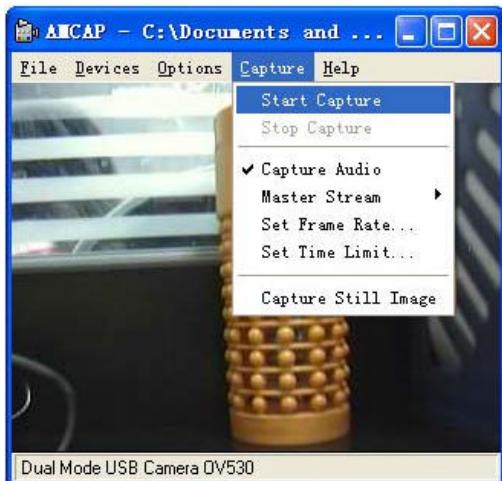 AMCAP - C:\Documents and ...
File Devices Options Capture Help
Start Capture
Stop Capture
Capture Audio
Master Stream
Set Frame Rate...
Set Time Limit...
Capture Still Image
Dual Mode USB Camera OV530